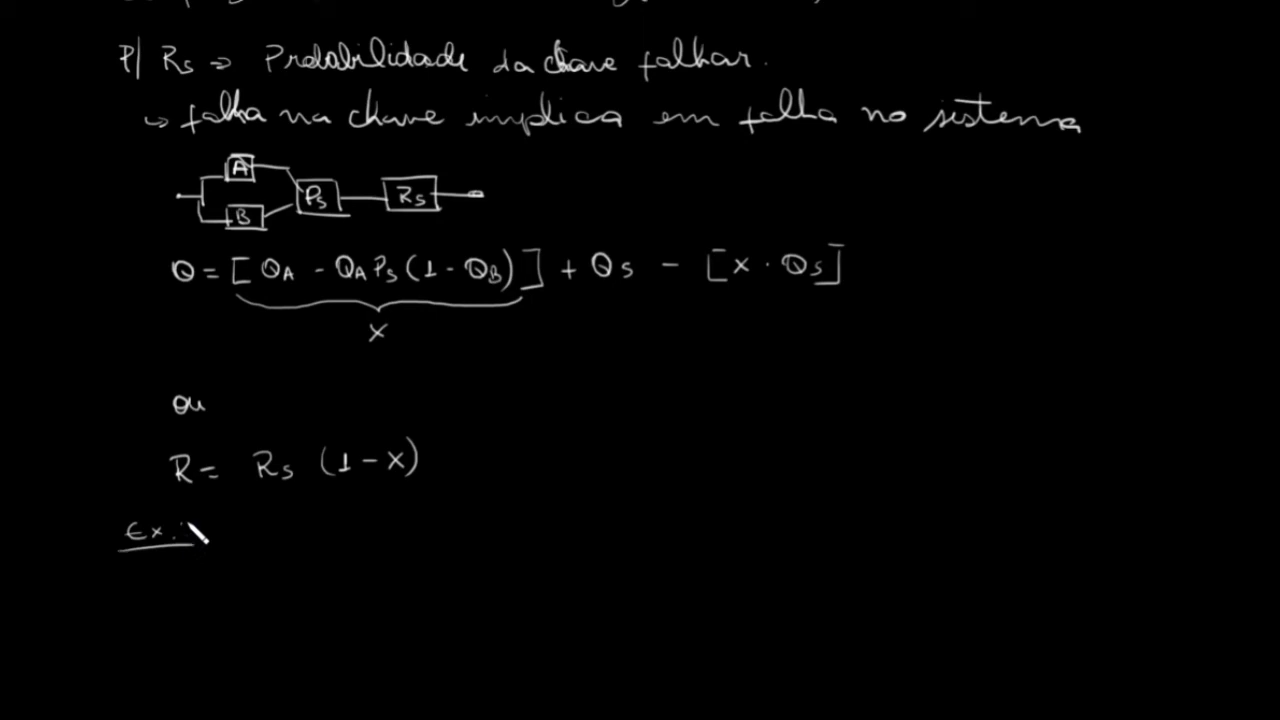 P/ Rs => Probabilidade da chave falhar.
↳ falha na chave implica em falha no sistema
A
B
Ps
Rs
Q = [QA - QA Ps (1 - QB)] + Qs - [x · Qs]
x
ou
R = Rs (1 - x)
Ex.: